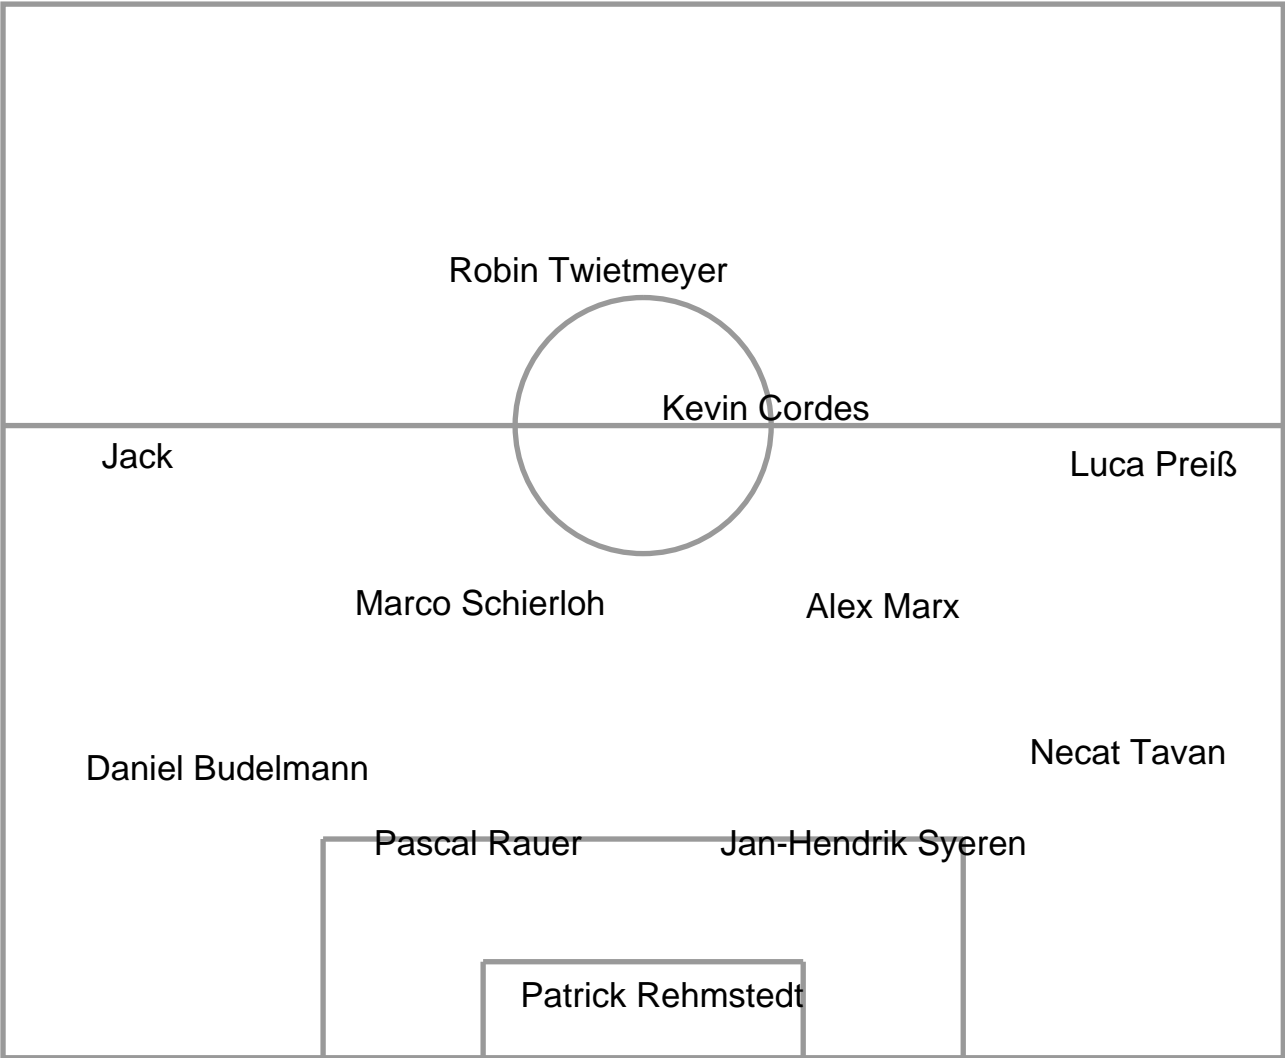 Robin Twietmeyer
Kevin Cordes
Jack
Luca Preiß
Marco Schierloh
Alex Marx
Necat Tavan
Daniel Budelmann
Pascal Rauer
Jan-Hendrik Syeren
Patrick Rehmstedt